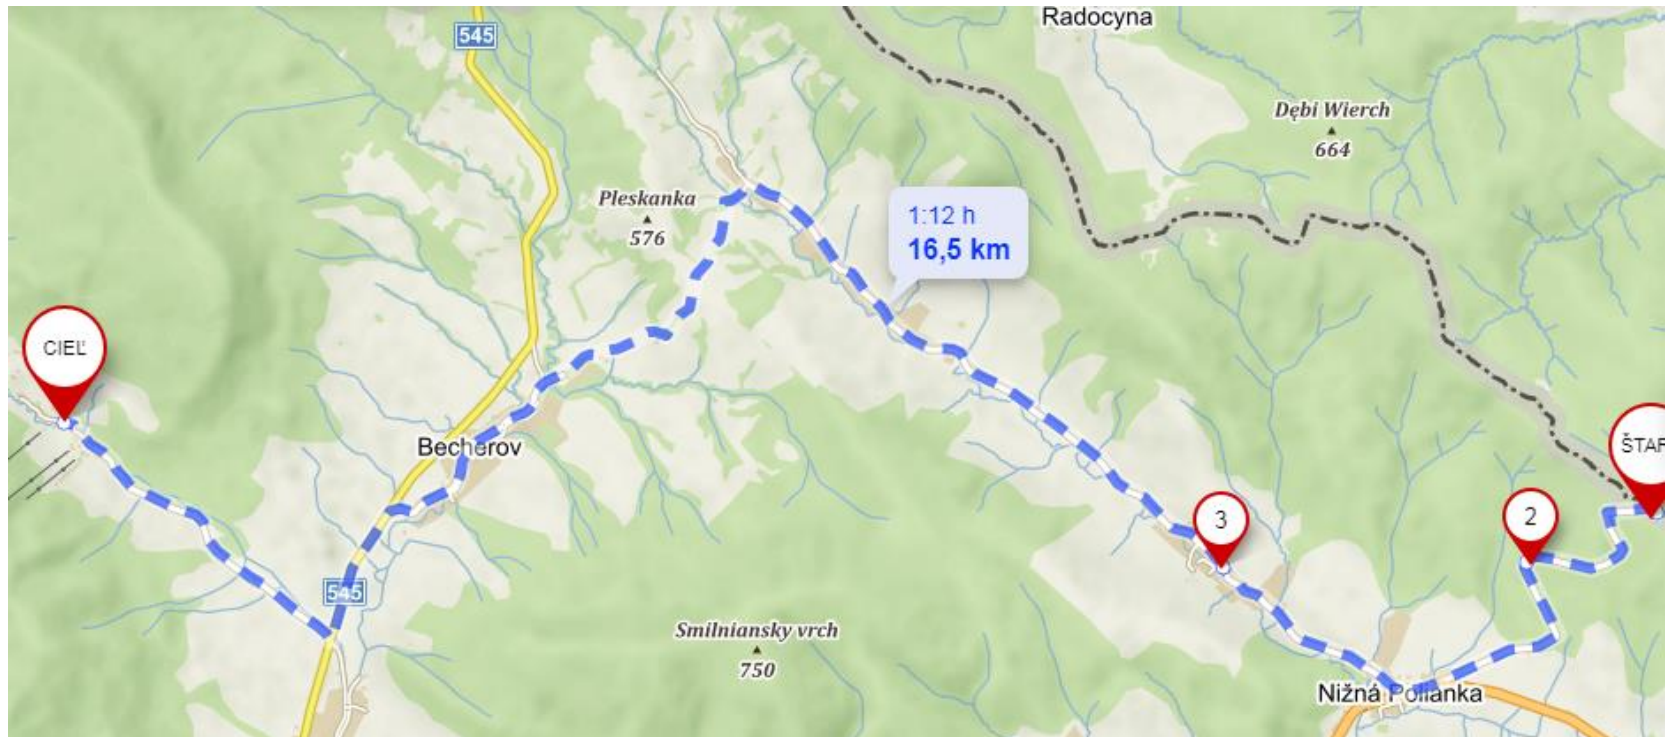 Radocyna
545
Dębi Wierch
664
Pleskanka
576
1:12 h
16,5 km
CIEĽ
ŠTAR
Becherov
3
2
545
Smilniansky vrch
750
Nižná Polianka